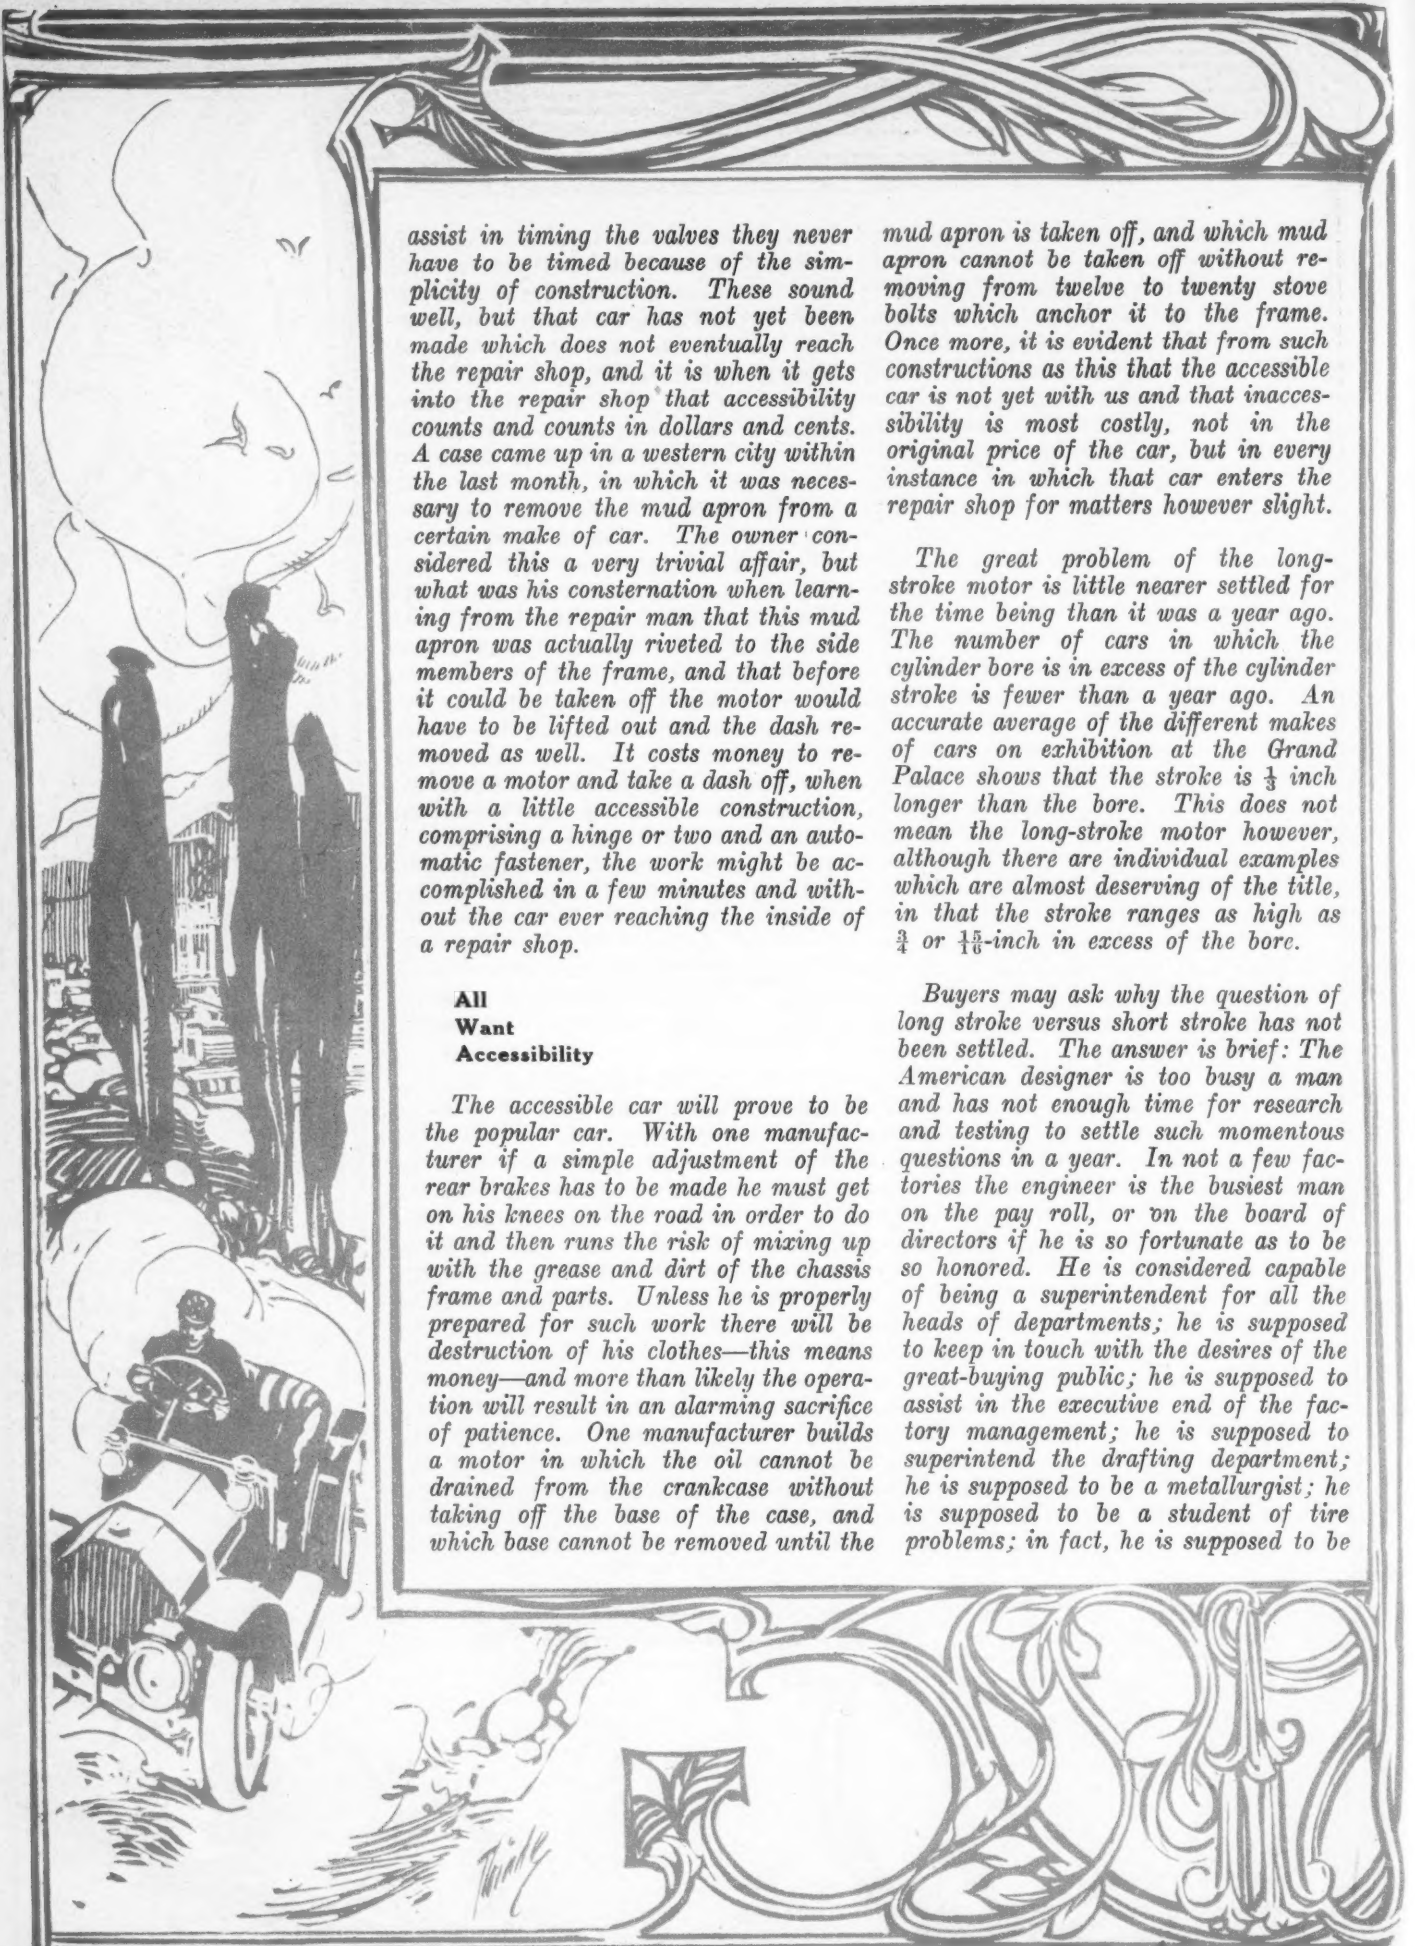 assist in timing the valves they never
have to be timed because of the sim-
plicity of construction. These sound
well, but that car has not yet been
made which does not eventually reach
the repair shop, and it is when it gets
into the repair shop that accessibility
counts and counts in dollars and cents.
A case came up in a western city within
the last month, in which it was neces-
sary to remove the mud apron from a
certain make of car. The owner con-
sidered this a very trivial affair, but
what was his consternation when learn-
ing from the repair man that this mud
apron was actually riveted to the side
members of the frame, and that before
it could be taken off the motor would
have to be lifted out and the dash re-
moved as well. It costs money to re-
move a motor and take a dash off, when
with a little accessible construction,
comprising a hinge or two and an auto-
matic fastener, the work might be ac-
complished in a few minutes and with-
out the car ever reaching the inside of
a repair shop.
All
Want
Accessibility
The accessible car will prove to be
the popular car. With one manufac-
turer if a simple adjustment of the
rear brakes has to be made he must get
on his knees on the road in order to do
it and then runs the risk of mixing up
with the grease and dirt of the chassis
frame and parts. Unless he is properly
prepared for such work there will be
destruction of his clothes—this means
money—and more than likely the opera-
tion will result in an alarming sacrifice
of patience. One manufacturer builds
a motor in which the oil cannot be
drained from the crankcase without
taking off the base of the case, and
which base cannot be removed until the
mud apron is taken off, and which mud
apron cannot be taken off without re-
moving from twelve to twenty stove
bolts which anchor it to the frame.
Once more, it is evident that from such
constructions as this that the accessible
car is not yet with us and that inacces-
sibility is most costly, not in the
original price of the car, but in every
instance in which that car enters the
repair shop for matters however slight.
The great problem of the long-
stroke motor is little nearer settled for
the time being than it was a year ago.
The number of cars in which the
cylinder bore is in excess of the cylinder
stroke is fewer than a year ago. An
accurate average of the different makes
of cars on exhibition at the Grand
Palace shows that the stroke is ⅓ inch
longer than the bore. This does not
mean the long-stroke motor however,
although there are individual examples
which are almost deserving of the title,
in that the stroke ranges as high as
¾ or 15/16-inch in excess of the bore.
Buyers may ask why the question of
long stroke versus short stroke has not
been settled. The answer is brief: The
American designer is too busy a man
and has not enough time for research
and testing to settle such momentous
questions in a year. In not a few fac-
tories the engineer is the busiest man
on the pay roll, or on the board of
directors if he is so fortunate as to be
so honored. He is considered capable
of being a superintendent for all the
heads of departments; he is supposed
to keep in touch with the desires of the
great-buying public; he is supposed to
assist in the executive end of the fac-
tory management; he is supposed to
superintend the drafting department;
he is supposed to be a metallurgist; he
is supposed to be a student of tire
problems; in fact, he is supposed to be